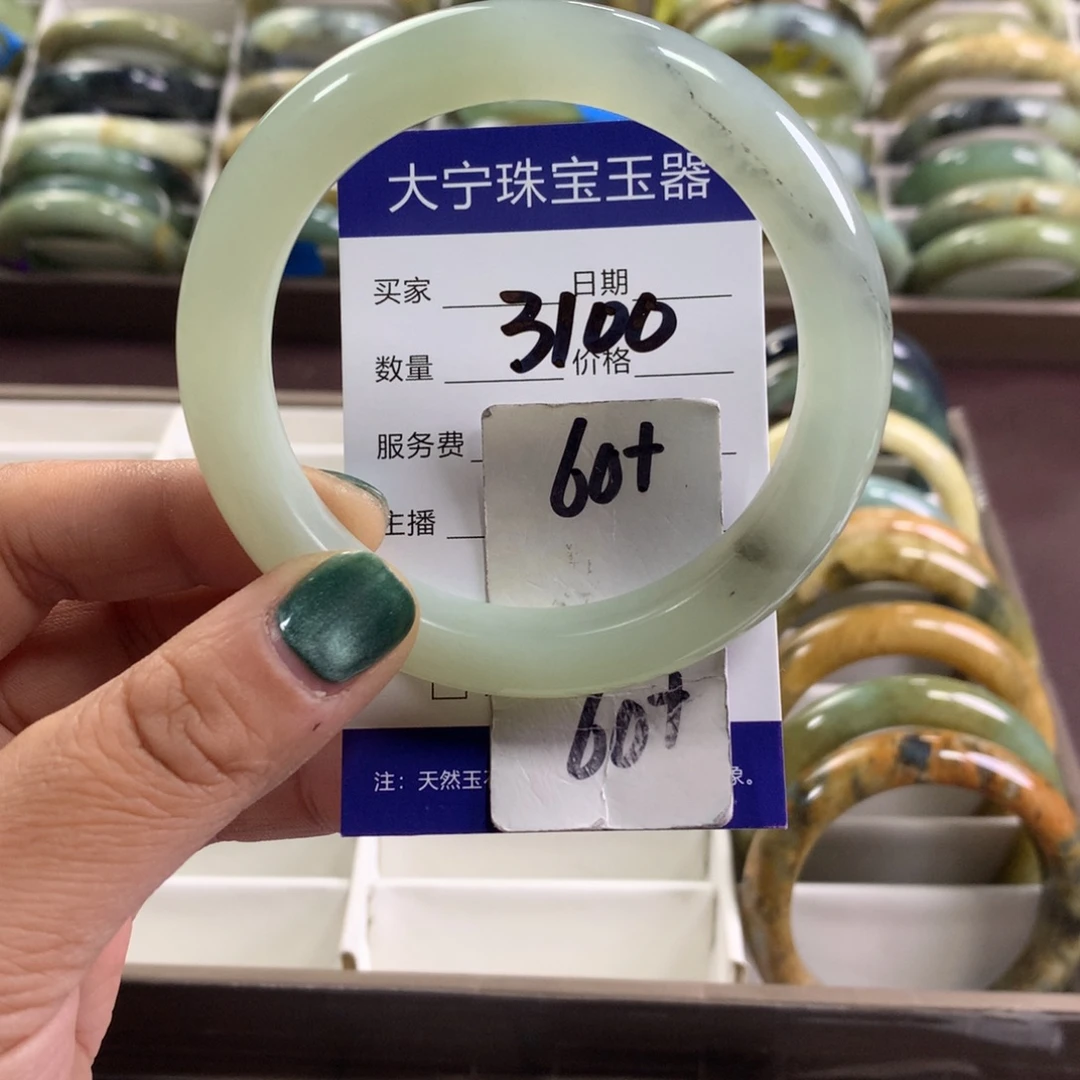 大宁珠宝玉器
买家 日期
3100
数量 价格
服务费
60+
主播
60+
注：天然玉 象。